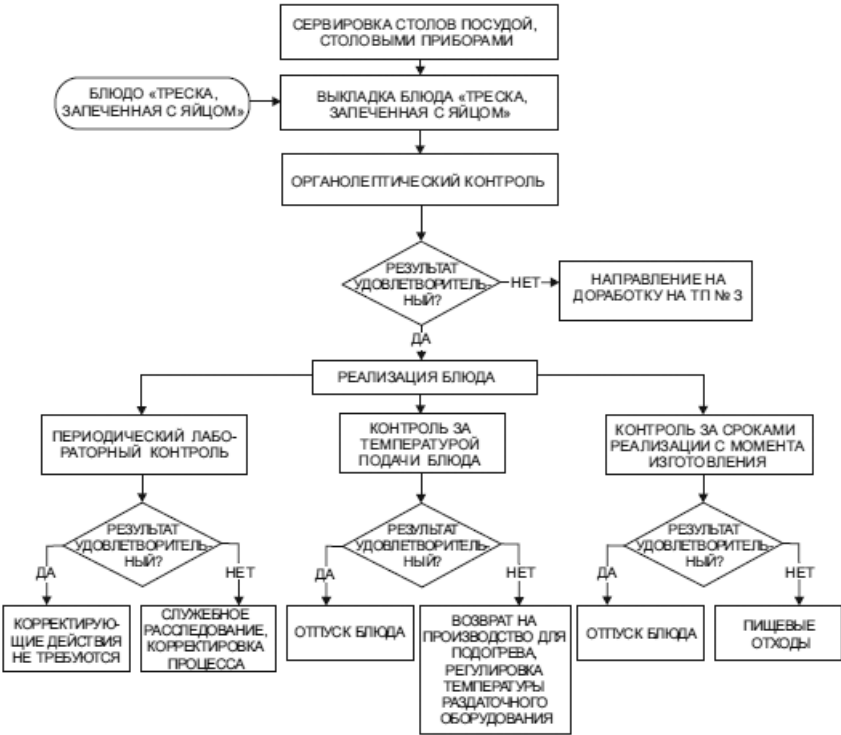 СЕРВИРОВКА СТОЛОВ ПОСУДОЙ,
СТОЛОВЫМИ ПРИБОРАМИ
БЛЮДО «ТРЕСКА,
ЗАПЕЧЕННАЯ С ЯЙЦОМ»
ВЫКЛАДКА БЛЮДА «ТРЕСКА,
ЗАПЕЧЕННАЯ С ЯЙЦОМ»
ОРГАНОЛЕПТИЧЕСКИЙ КОНТРОЛЬ
РЕЗУЛЬТАТ
УДОВЛЕТВОРИТЕЛЬ-
НЫЙ?
НЕТ
НАПРАВЛЕНИЕ НА
ДОРАБОТКУ НА ТП № 3
ДА
РЕАЛИЗАЦИЯ БЛЮДА
ПЕРИОДИЧЕСКИЙ ЛАБО-
РАТОРНЫЙ КОНТРОЛЬ
КОНТРОЛЬ ЗА
ТЕМПЕРАТУРОЙ
ПОДАЧИ БЛЮДА
КОНТРОЛЬ ЗА СРОКАМИ
РЕАЛИЗАЦИИ С МОМЕНТА
ИЗГОТОВЛЕНИЯ
РЕЗУЛЬТАТ
УДОВЛЕТВОРИТЕЛЬ-
НЫЙ?
РЕЗУЛЬТАТ
УДОВЛЕТВОРИТЕЛЬ-
НЫЙ?
РЕЗУЛЬТАТ
УДОВЛЕТВОРИТЕЛЬ-
НЫЙ?
ДА
НЕТ
ДА
НЕТ
ДА
НЕТ
КОРРЕКТИРУЮ-
ЩИЕ ДЕЙСТВИЯ
НЕ ТРЕБУЮТСЯ
СЛУЖЕБНОЕ
РАССЛЕДОВАНИЕ,
КОРРЕКТИРОВКА
ПРОЦЕССА
ОТПУСК БЛЮДА
ВОЗВРАТ НА
ПРОИЗВОДСТВО ДЛЯ
ПОДОГРЕВА,
РЕГУЛИРОВКА
ТЕМПЕРАТУРЫ
РАЗДАТОЧНОГО
ОБОРУДОВАНИЯ
ОТПУСК БЛЮДА
ПИЩЕВЫЕ
ОТХОДЫ